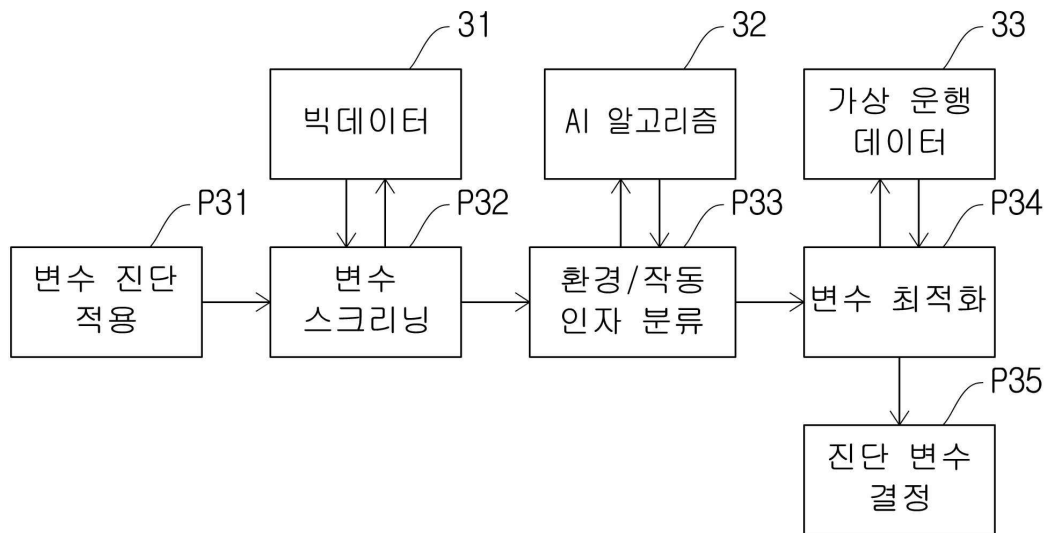 31
32
33
빅데이터
AI 알고리즘
가상 운행
데이터
P31
P32
P33
P34
변수 진단
적용
변수
스크리닝
환경/작동
인자 분류
변수 최적화
P35
진단 변수
결정